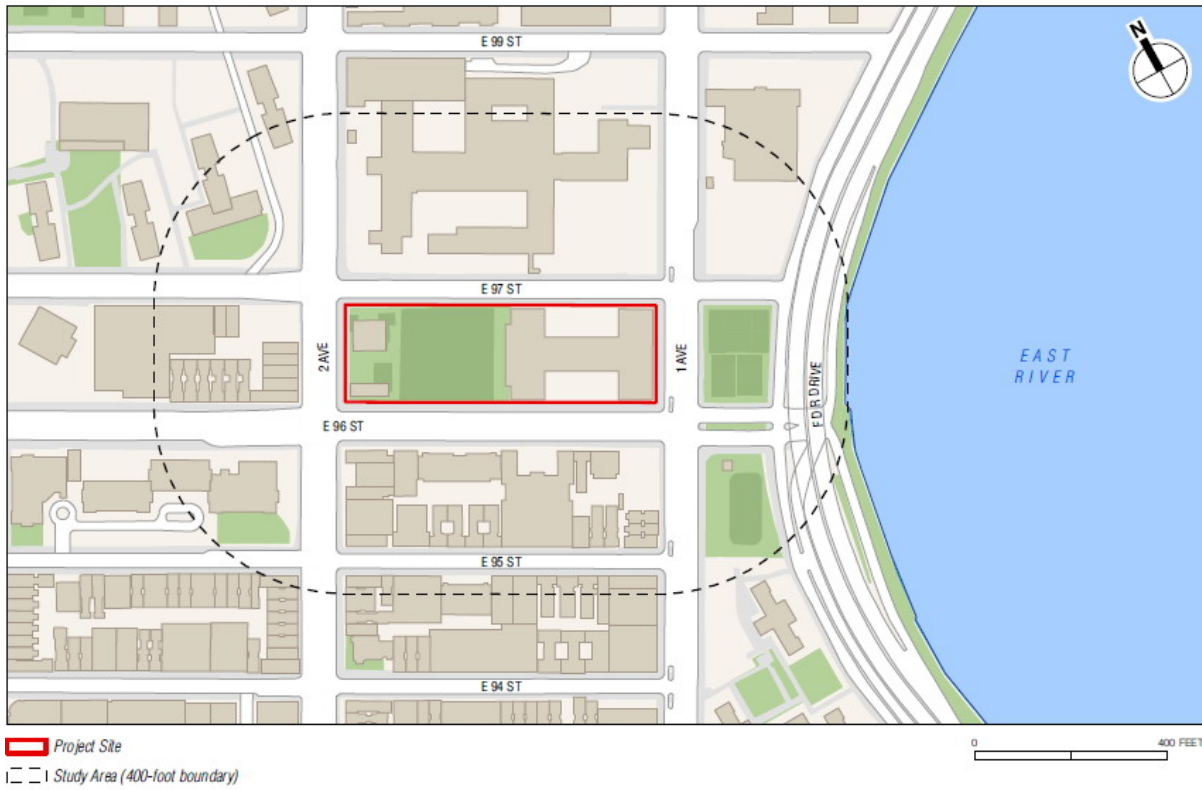 E 99 ST
N
E 97 ST
2 AVE
1 AVE
F D R DRIVE
EAST
RIVER
E 96 ST
E 95 ST
E 94 ST
Project Site
Study Area (400-foot boundary)
0 400 FEET